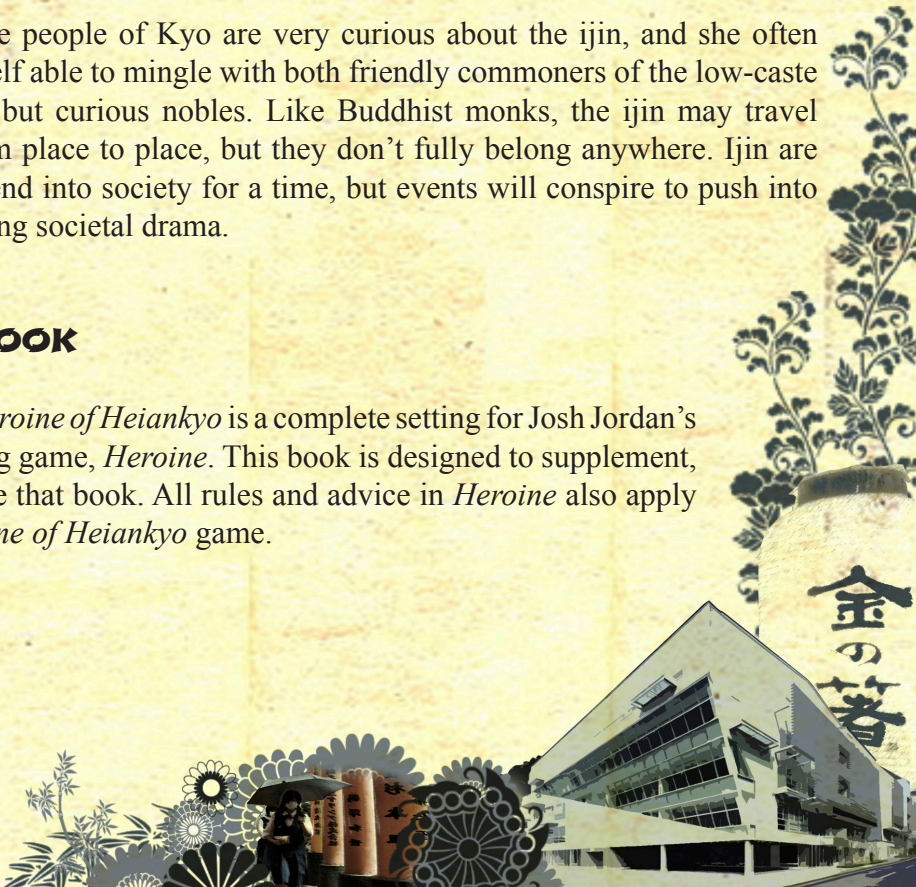 e people of Kyo are very curious about the ijin, and she often
elf able to mingle with both friendly commoners of the low-caste
but curious nobles. Like Buddhist monks, the ijin may travel
m place to place, but they don’t fully belong anywhere. Ijin are
end into society for a time, but events will conspire to push into
ng societal drama.
OOK
roine of Heiankyo is a complete setting for Josh Jordan’s
g game, Heroine. This book is designed to supplement,
e that book. All rules and advice in Heroine also apply
ne of Heiankyo game.
金の